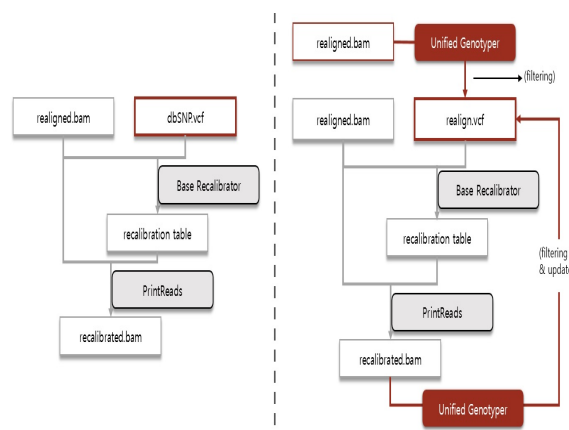 realigned.bam
dbSNP.vcf
Base Recalibrator
recalibration table
PrintReads
recalibrated.bam
realigned.bam
Unified Genotyper
(filtering)
realigned.bam
realign.vcf
Base Recalibrator
recalibration table
(filtering
& updat
PrintReads
recalibrated.bam
Unified Genotyper